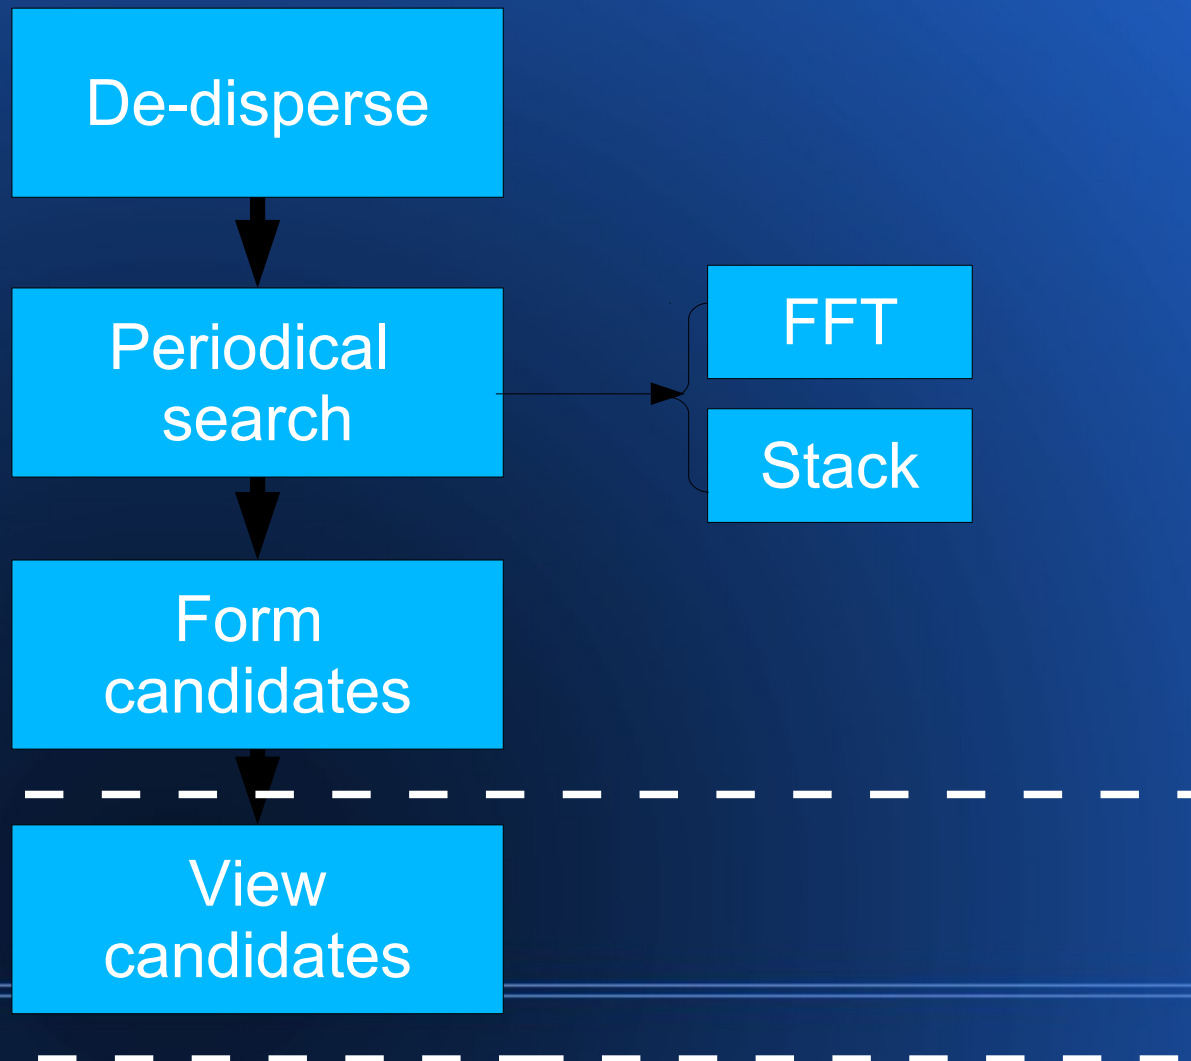 De-disperse
Periodical
search
FFT
Stack
Form
candidates
View
candidates